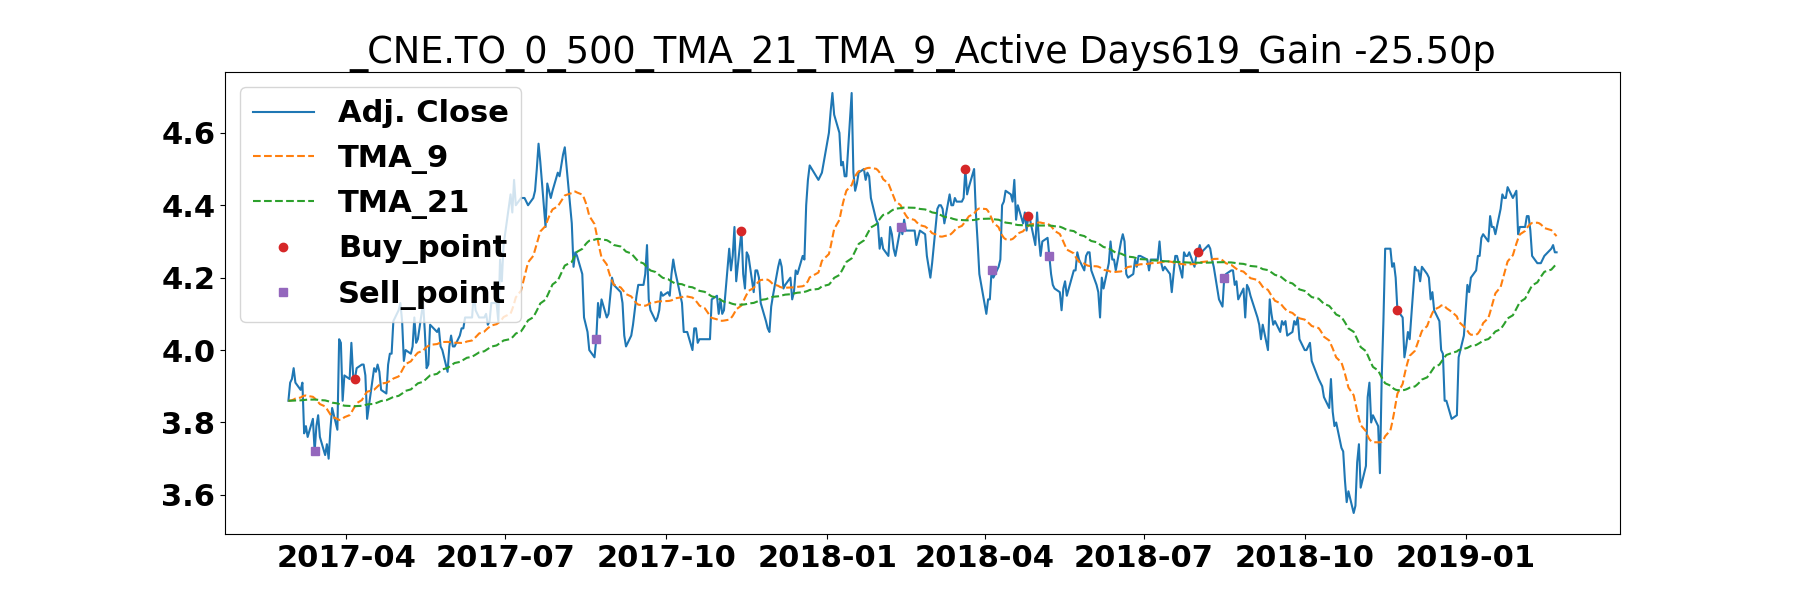 _CNE.TO_0_500_TMA_21_TMA_9_Active Days619_Gain -25.50p
Adj. Close
TMA_9
TMA_21
Buy_point
Sell_point
4.6
4.4
4.2
4.0
3.8
3.6
2017-04 2017-07 2017-10 2018-01 2018-04 2018-07 2018-10 2019-01